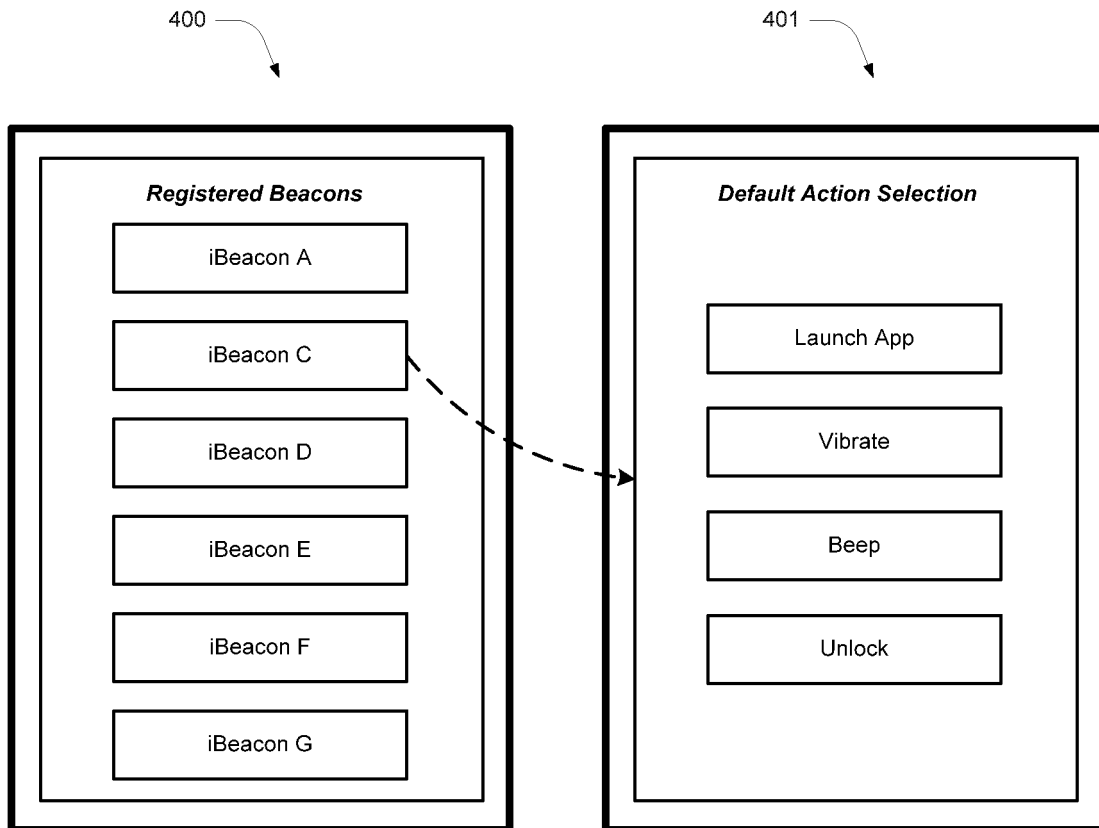 400
401
Registered Beacons
iBeacon A
iBeacon C
iBeacon D
iBeacon E
iBeacon F
iBeacon G
Default Action Selection
Launch App
Vibrate
Beep
Unlock